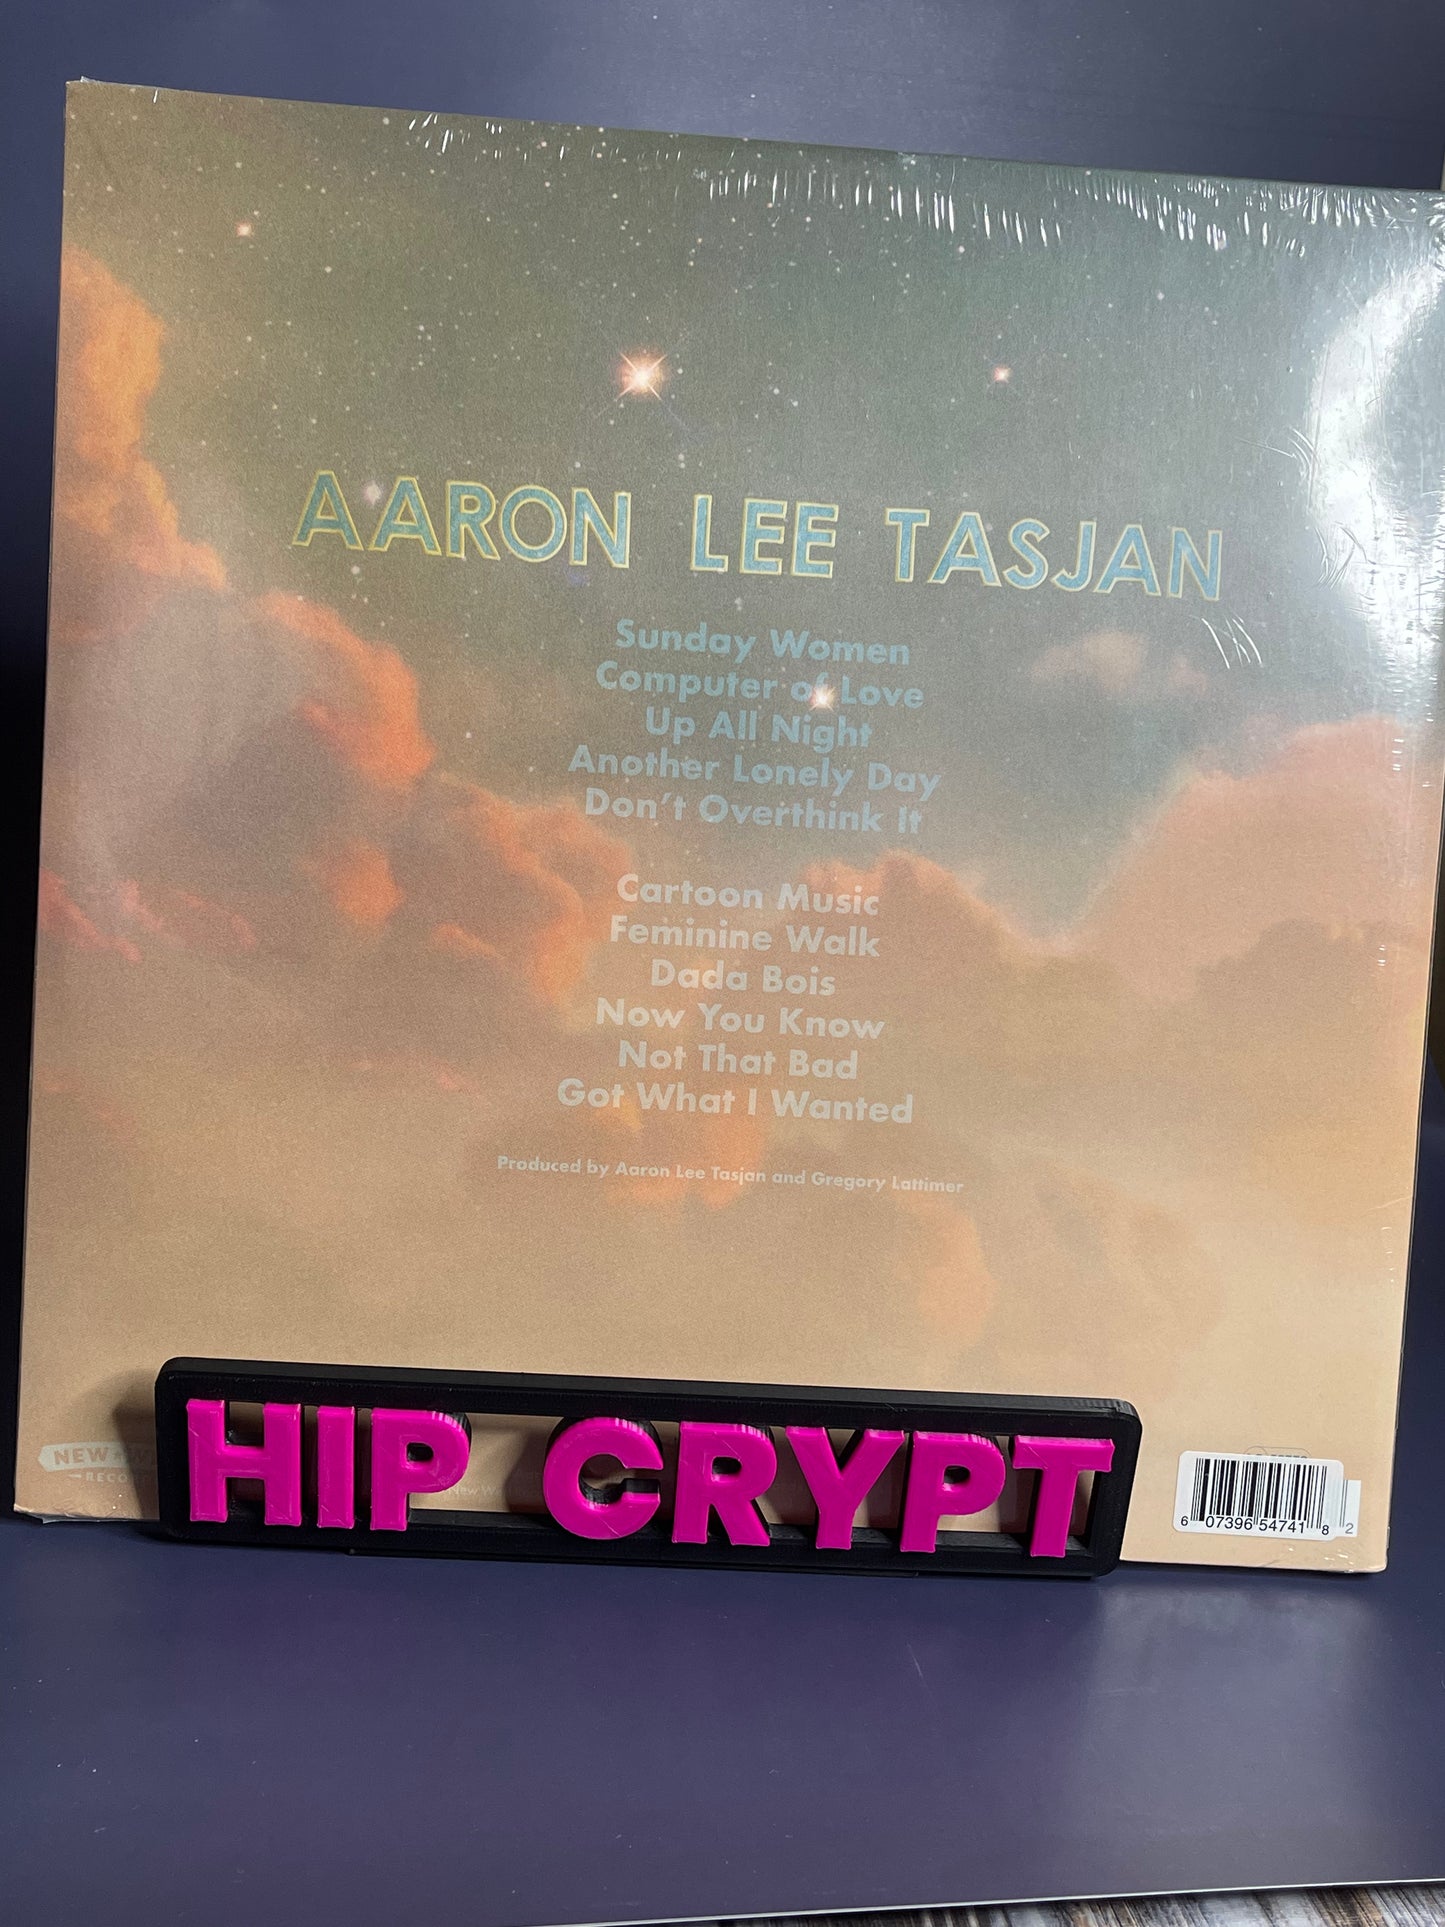 AARON LEE TASJAN
Sunday Women
Computer of Love
Up All Night
Another Lonely Day
Don't Overthink It
Cartoon Music
Feminine Walk
Dada Bois
Now You Know
Not That Bad
Got What I Wanted
Produced by Aaron Lee Tasjan and Gregory Lattimer
NEW
HIP CRYPT
6 07396 54741 8 2